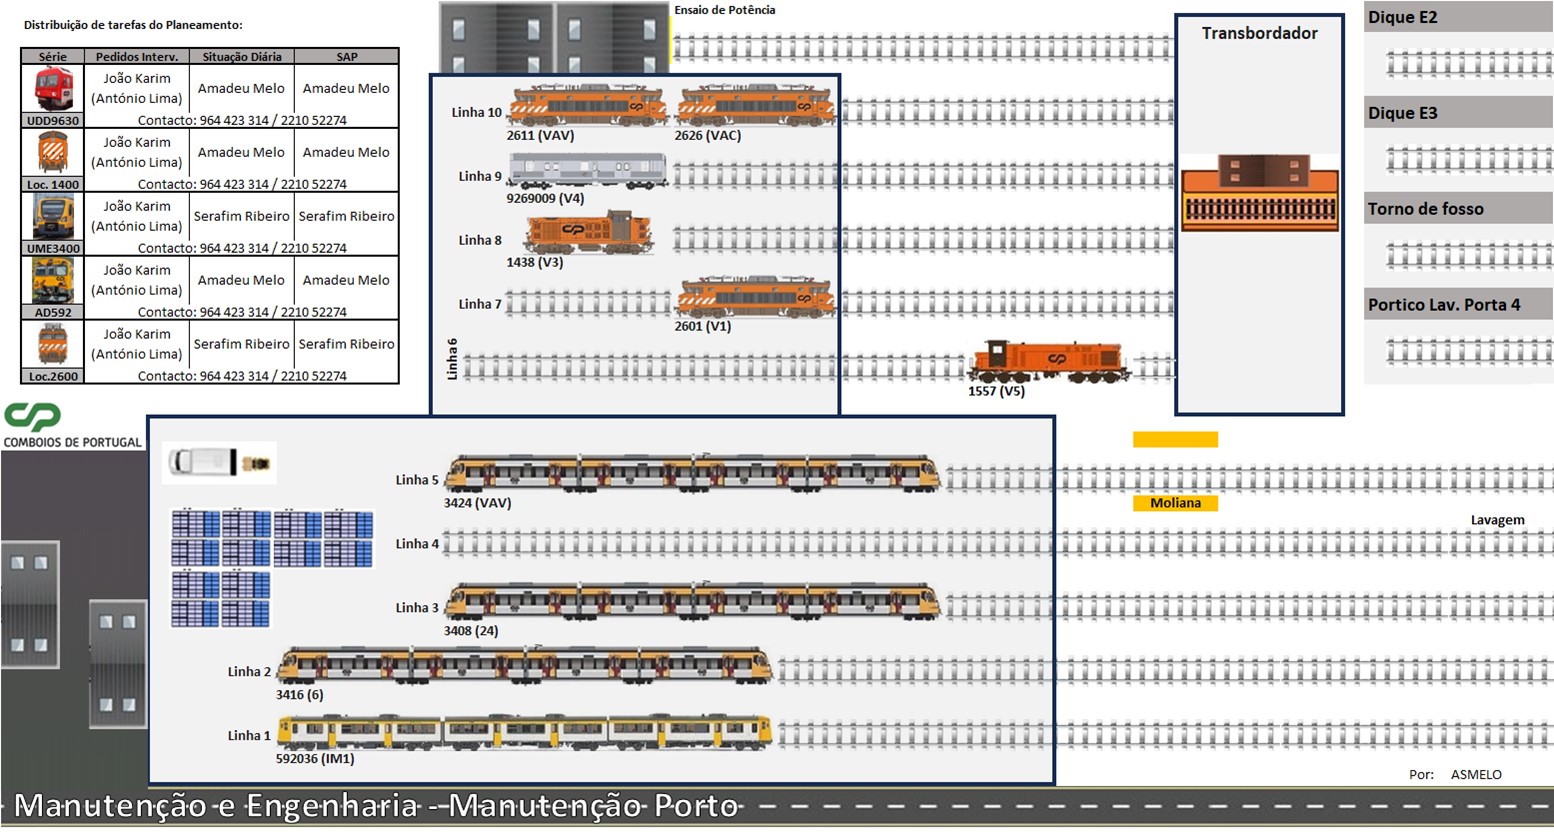 Distribuição de tarefas do Planeamento:
Série Pedidos Interv. Situação Diária SAP
João Karim
(António Lima) Amadeu Melo Amadeu Melo
UDD9630 Contacto: 964 423 314 / 2210 52274
João Karim
(António Lima) Amadeu Melo Amadeu Melo
Loc. 1400 Contacto: 964 423 314 / 2210 52274
João Karim
(António Lima) Serafim Ribeiro Serafim Ribeiro
UME3400 Contacto: 964 423 314 / 2210 52274
João Karim
(António Lima) Amadeu Melo Amadeu Melo
AD592 Contacto: 964 423 314 / 2210 52274
João Karim
(António Lima) Serafim Ribeiro Serafim Ribeiro
Loc.2600 Contacto: 964 423 314 / 2210 52274
Ensaio de Potência
Linha 10
2611 (VAV) 2626 (VAC)
Linha 9
9269009 (V4)
Linha 8
1438 (V3)
Linha 7
2601 (V1)
Linha 6
1557 (V5)
Transbordador
Dique E2
Dique E3
Torno de fosso
Portico Lav. Porta 4
CP
COMBOIOS DE PORTUGAL
Linha 5
3424 (VAV)
Moliana
Lavagem
Linha 4
Linha 3
3408 (24)
Linha 2
3416 (6)
Linha 1
592036 (IM1)
Por: ASMELO
Manutenção e Engenharia - Manutenção Porto